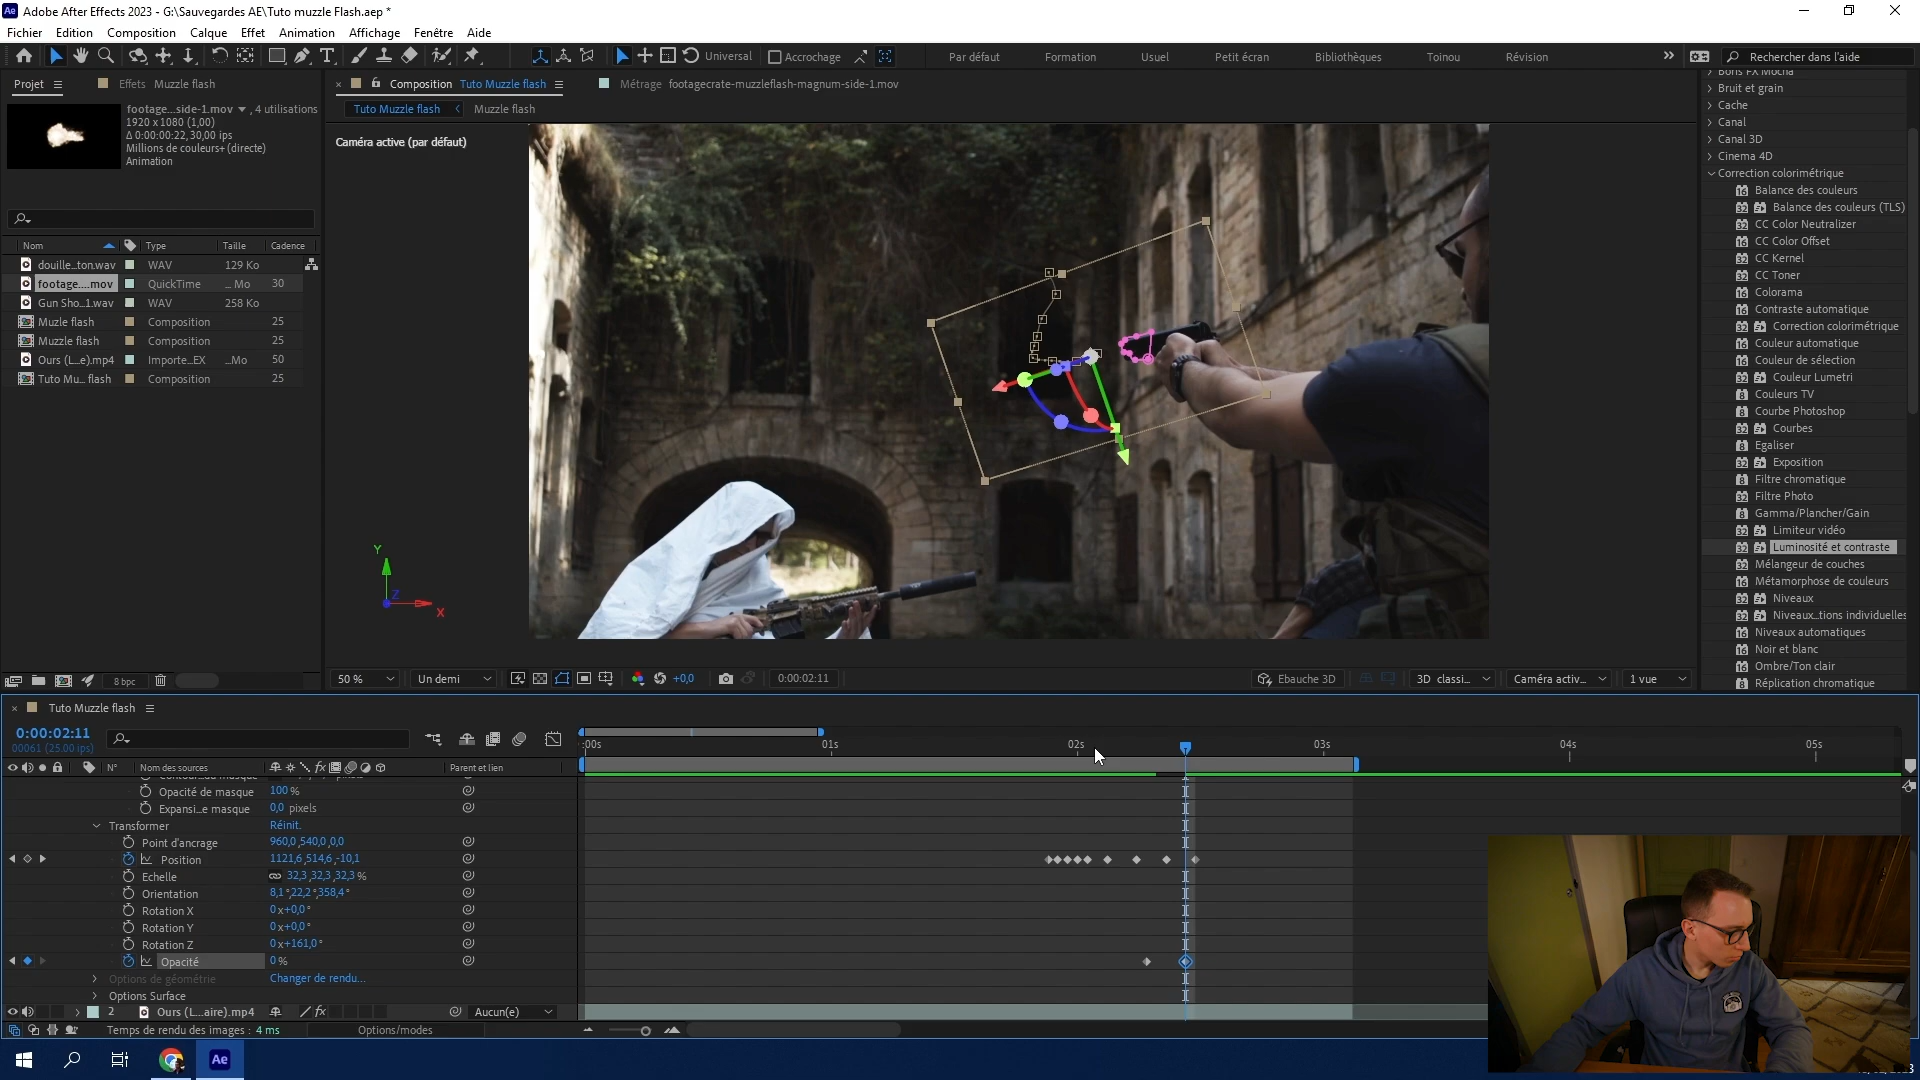 Adobe After Effects 2023 - G:\Sauvegardes AE\Tuto muzzle Flash.aep *
Fichier Edition Composition Calque Effet Animation Affichage Fenêtre Aide
Universal Accrochage Par défaut Formation Usuel Petit écran Bibliothèques Toinou Révision Rechercher dans l'aide
Projet Effets Muzzle flash
Composition Tuto Muzzle flash Métrage footagecrate-muzzleflash-magnum-side-1.mov
Tuto Muzzle flash Muzzle flash
footage...side-1.mov , 4 utilisations
1920 x 1080 (1,00)
Δ 0:00:00:22, 30,00 ips
Millions de couleurs+ (directe)
Animation
Nom Type Taille Cadence
douille_ton.wav WAV 129 Ko
footage....mov QuickTime ... Mo 30
Gun Sho...1.wav WAV 258 Ko
Muzle flash Composition 25
Muzzle flash Composition 25
Ours (L...e).mp4 Importe...EX ...Mo 50
Tuto Mu... flash Composition 25
8 bpc
Caméra active (par défaut)
Y
Z
X
50 % Un demi +0,0 0:00:02:11 Ebauche 3D 3D classi... Caméra activ... 1 vue
Boris FX Mocha
Bruit et grain
Cache
Canal
Canal 3D
Cinema 4D
Correction colorimétrique
Balance des couleurs
Balance des couleurs (TLS)
CC Color Neutralizer
CC Color Offset
CC Kernel
CC Toner
Colorama
Contraste automatique
Correction colorimétrique
Couleur automatique
Couleur de sélection
Couleur Lumetri
Couleurs TV
Courbe Photoshop
Courbes
Egaliser
Exposition
Filtre chromatique
Filtre Photo
Gamma/Plancher/Gain
Limiteur vidéo
Luminosité et contraste
Mélangeur de couches
Métamorphose de couleurs
Niveaux
Niveaux...tions individuelles
Niveaux automatiques
Noir et blanc
Ombre/Ton clair
Réplication chromatique
Tuto Muzzle flash
0:00:02:11
00061 (25.00 ips)
:00s 01s 02s 03s 04s 05s
N° Nom des sources Parent et lien
Opacité de masque 100 %
Expansi...e masque 0,0 pixels
Transformer Réinit.
Point d'ancrage 960,0 ,540,0 ,0,0
Position 1121,6 ,514,6 ,-10,1
Echelle 32,3 ,32,3 ,32,3 %
Orientation 8,1 ° ,22,2 ° ,358,4 °
Rotation X 0 x +0,0 °
Rotation Y 0 x +0,0 °
Rotation Z 0 x +161,0 °
Opacité 0 %
Options de géométrie Changer de rendu...
Options Surface
2 Ours (L...aire).mp4 Aucun(e)
Temps de rendu des images : 4 ms Options/modes
Ae